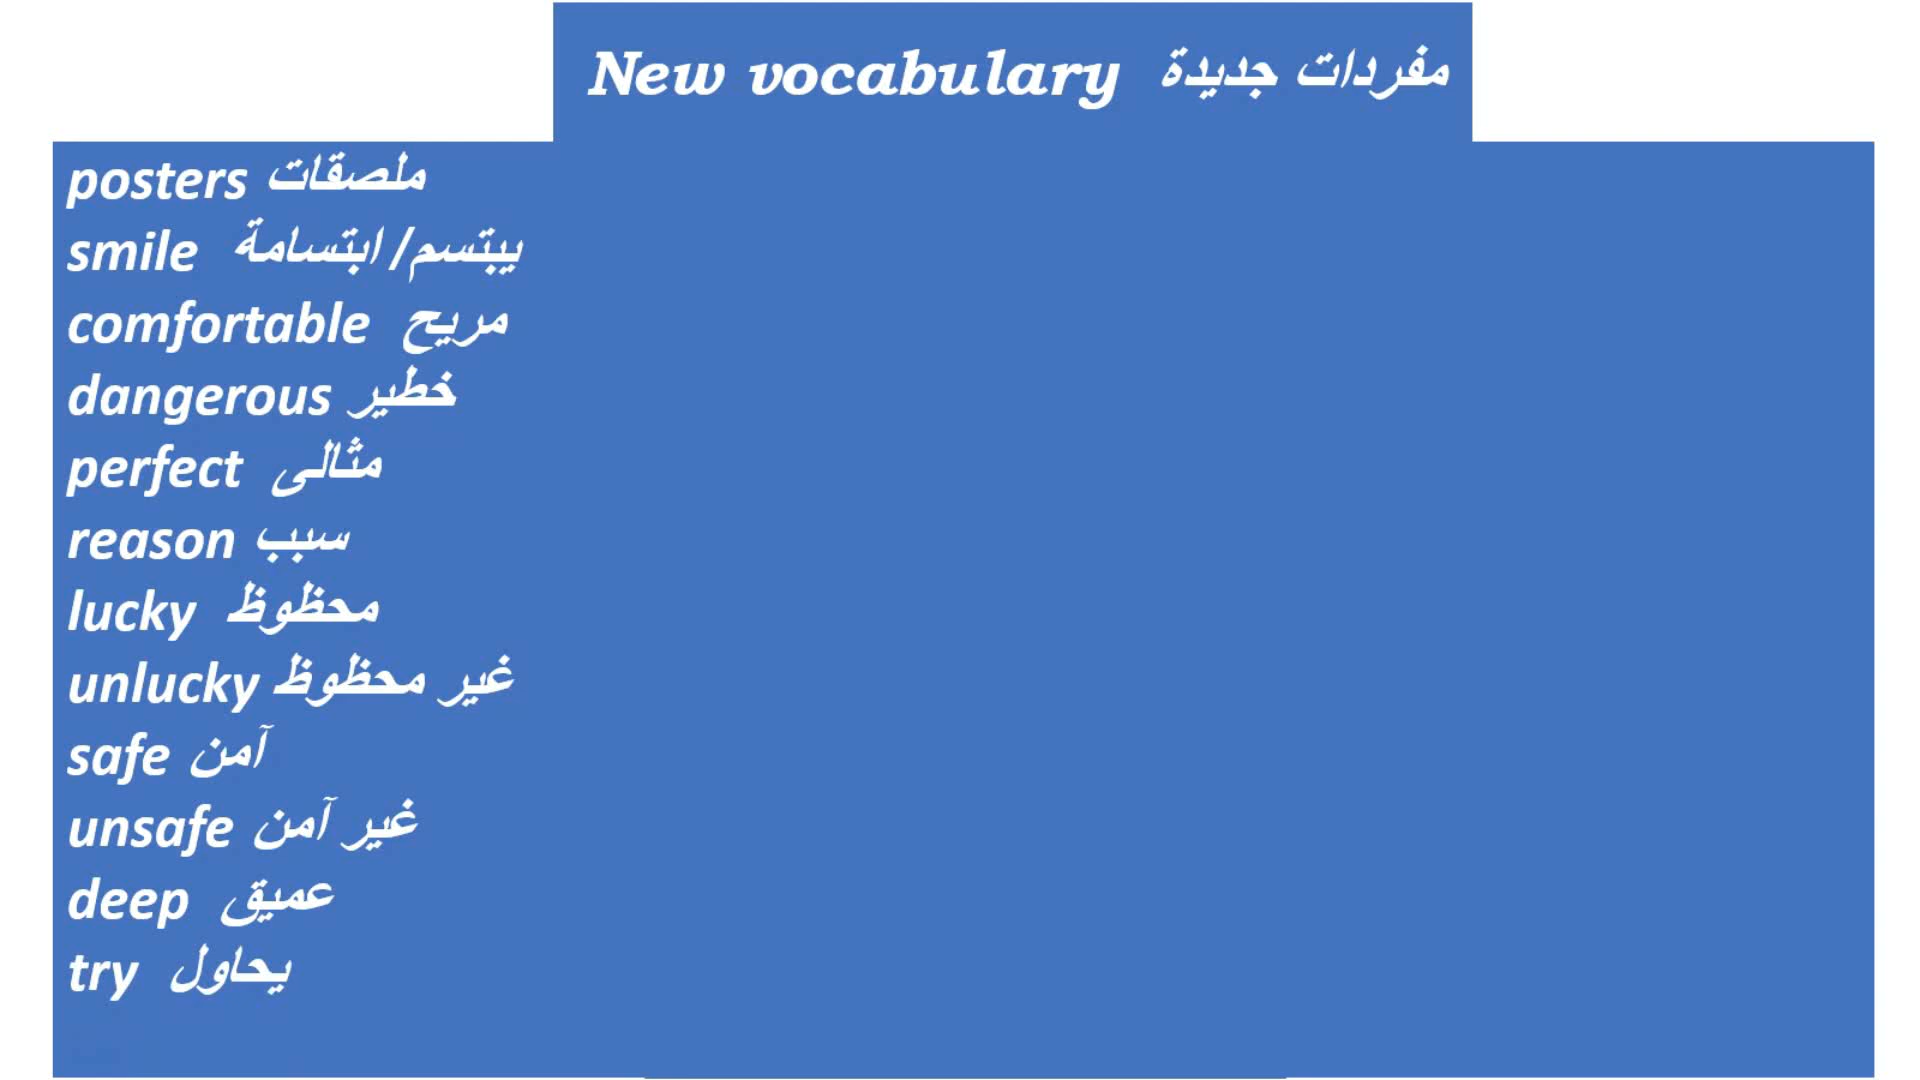 New vocabulary مفردات جديدة
posters ملصقات
smile يبتسم/ابتسامة
comfortable مريح
dangerous خطير
perfect مثالى
reason سبب
lucky محظوظ
unlucky غير محظوظ
safe آمن
unsafe غير آمن
deep عميق
try يحاول